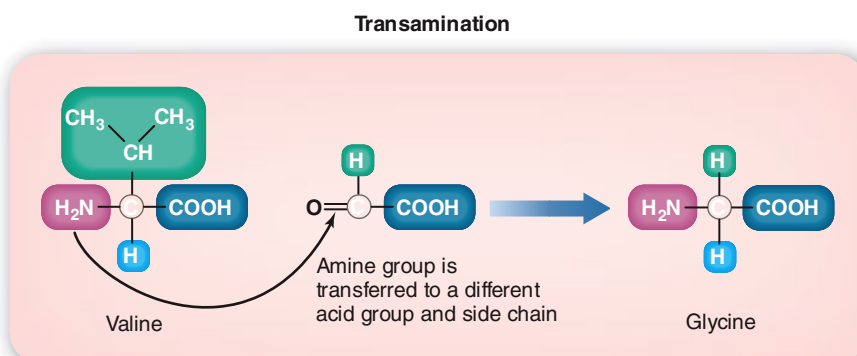 Transamination
CH3 CH3
CH
H2N C COOH
H
Valine
H
O=C COOH
Amine group is
transferred to a different
acid group and side chain
H
H2N C COOH
H
Glycine